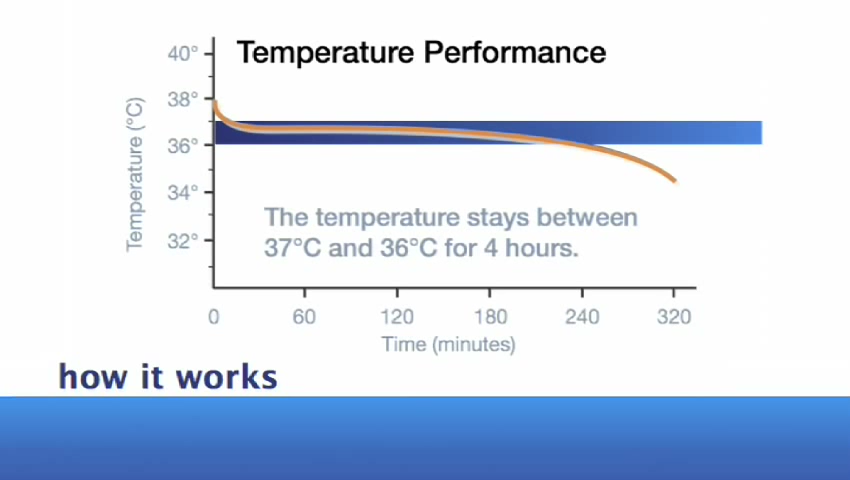 Temperature Performance
40°
38°
36°
34°
32°
Temperature (°C)
The temperature stays between
37°C and 36°C for 4 hours.
0 60 120 180 240 320
Time (minutes)
how it works